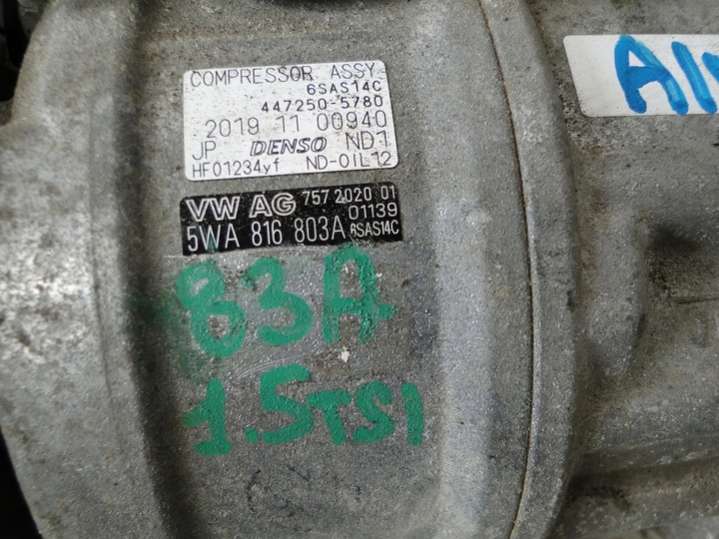 COMPRESSOR ASSY
6SAS14C
447250-5780
2019 11 00940
JP DENSO ND1
HF01234yf ND-OIL12
VW AG 757 2020 01
01139
5WA 816 803A 6SAS14C
83A
1.5TSI